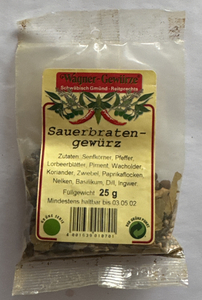 Wagner-Gewürze
Schwäbisch Gmünd - Rettprechts
Sauerbraten-
gewürz
Zutaten: Senfkörner, Pfeffer,
Lorbeerblätter, Piment, Wacholder,
Koriander, Zwiebel, Paprikaflocken,
Nelken, Basilikum, Dill, Ingwer.
Füllgewicht: 25 g
Mindestens haltbar bis 03.05.02